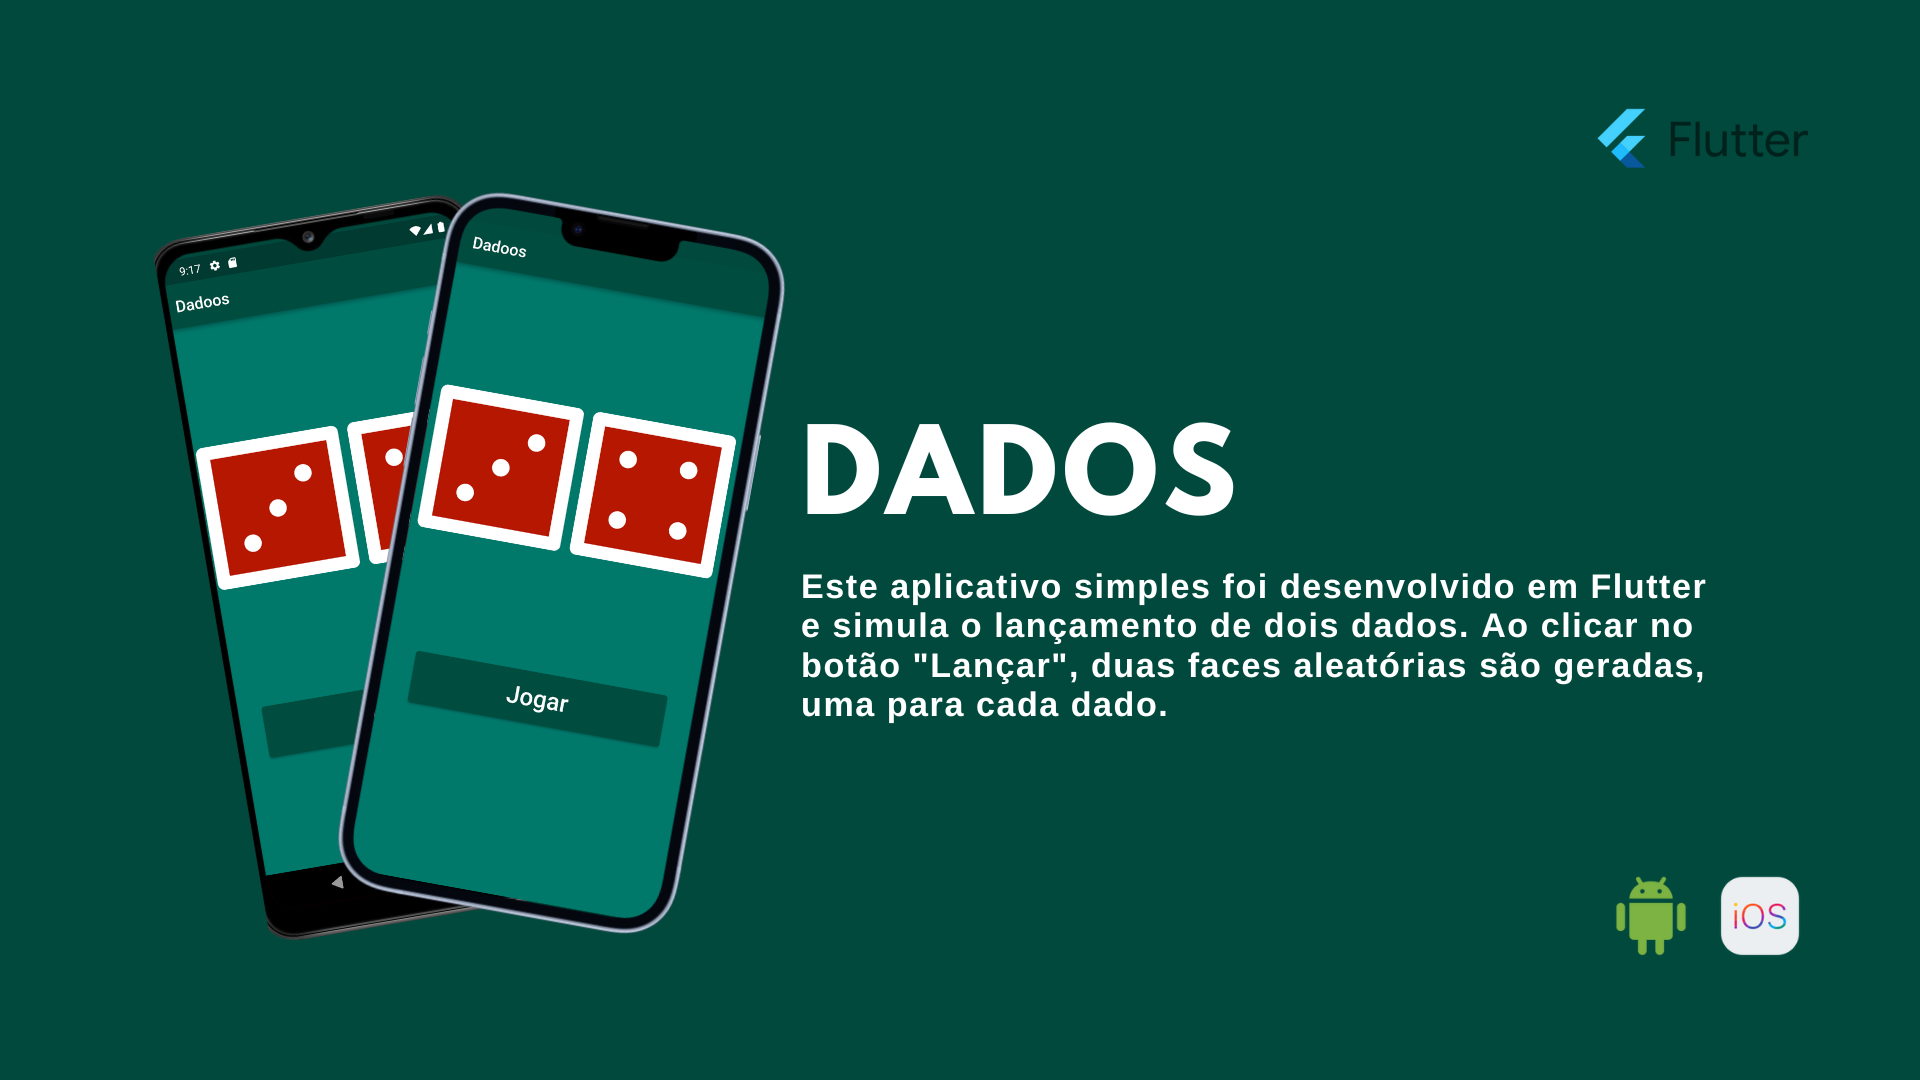 Flutter
9:17
Dadoos
Dadoos
Jogar
DADOS
Este aplicativo simples foi desenvolvido em Flutter
e simula o lançamento de dois dados. Ao clicar no
botão "Lançar", duas faces aleatórias são geradas,
uma para cada dado.
iOS